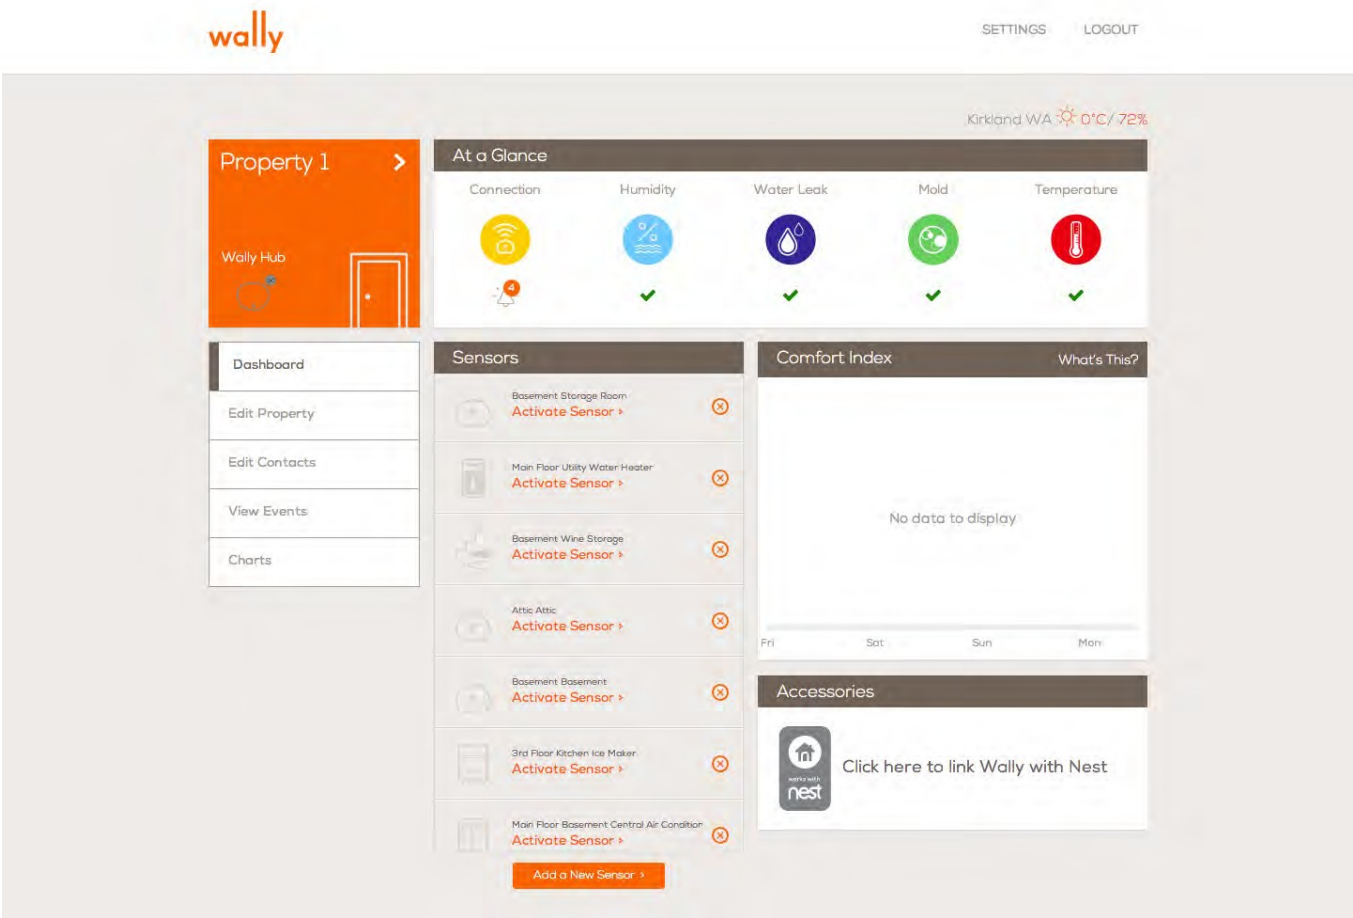 wally
SETTINGS LOGOUT
Kirkland WA 0°C/ 72%
Property 1
Wally Hub
At a Glance
Connection Humidity Water Leak Mold Temperature
4
Dashboard
Edit Property
Edit Contacts
View Events
Charts
Sensors
Basement Storage Room
Activate Sensor >
Main Floor Utility Water Heater
Activate Sensor >
Basement Wine Storage
Activate Sensor >
Attic Attic
Activate Sensor >
Basement Basement
Activate Sensor >
3rd Floor Kitchen Ice Maker
Activate Sensor >
Main Floor Basement Central Air Condition
Activate Sensor >
Add a New Sensor >
Comfort Index What's This?
No data to display
Fri Sat Sun Mon
Accessories
works with
nest
Click here to link Wally with Nest